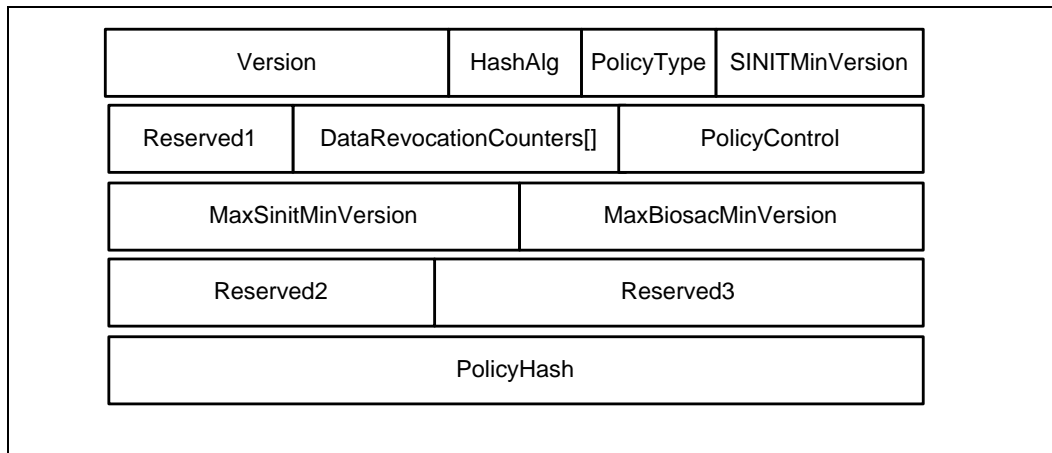 Version HashAlg PolicyType SINITMinVersion
Reserved1 DataRevocationCounters[] PolicyControl
MaxSinitMinVersion MaxBiosacMinVersion
Reserved2 Reserved3
PolicyHash